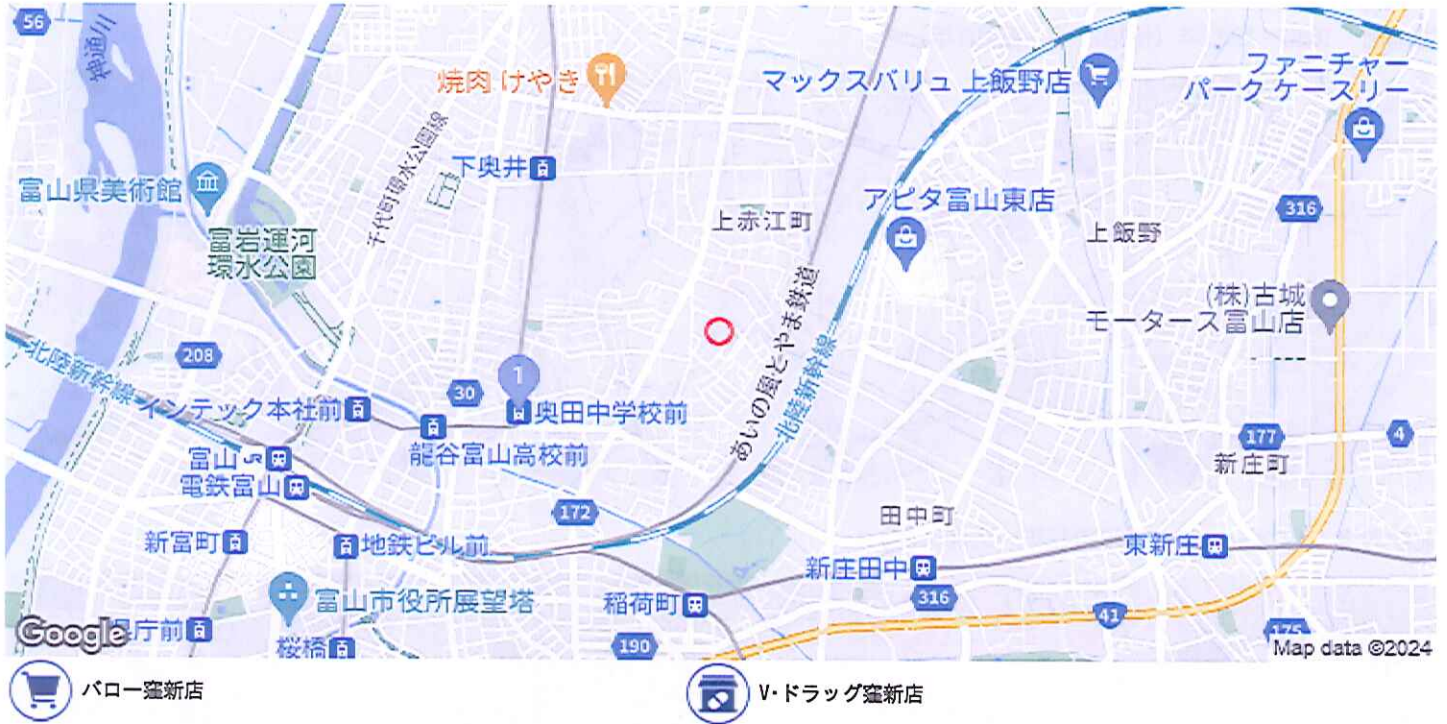 56
神通川
焼肉 けやき
マックスバリュ 上飯野店
ファニチャー
パーク ケースリー
千代町環水公園線
下奥井
富山県美術館
アピタ富山東店
316
上赤江町
上飯野
富岩運河
環水公園
(株)古城
モータース富山店
あいの風とやま鉄道
北陸新幹線
208
北陸新幹線
1
30
インテック本社前
奥田中学校前
177
4
龍谷富山高校前
富山
電鉄富山
新庄町
172
田中町
新富町
地鉄ビル前
新庄田中
東新庄
富山市役所展望塔
稲荷町
316
41
Google
県庁前
桜橋
190
175
Map data ©2024
バロー窪新店
V・ドラッグ窪新店